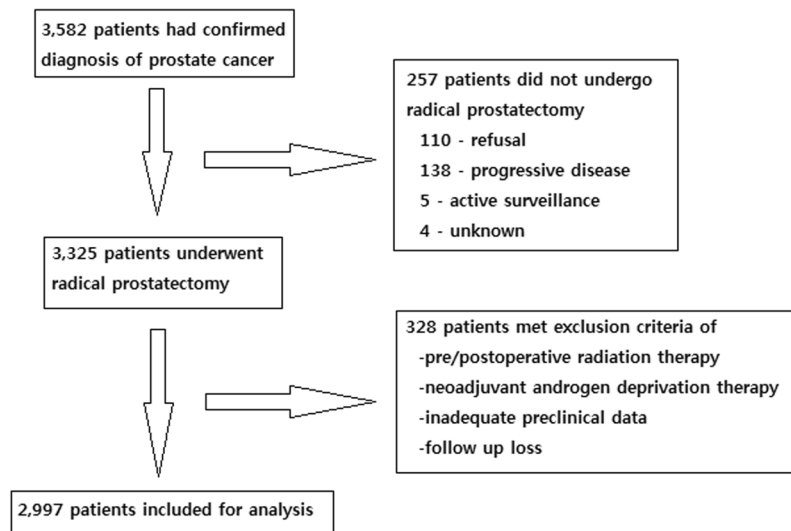 3,582 patients had confirmed
diagnosis of prostate cancer
257 patients did not undergo
radical prostatectomy
110 - refusal
138 - progressive disease
5 - active surveillance
4 - unknown
3,325 patients underwent
radical prostatectomy
328 patients met exclusion criteria of
-pre/postoperative radiation therapy
-neoadjuvant androgen deprivation therapy
-inadequate preclinical data
-follow up loss
2,997 patients included for analysis